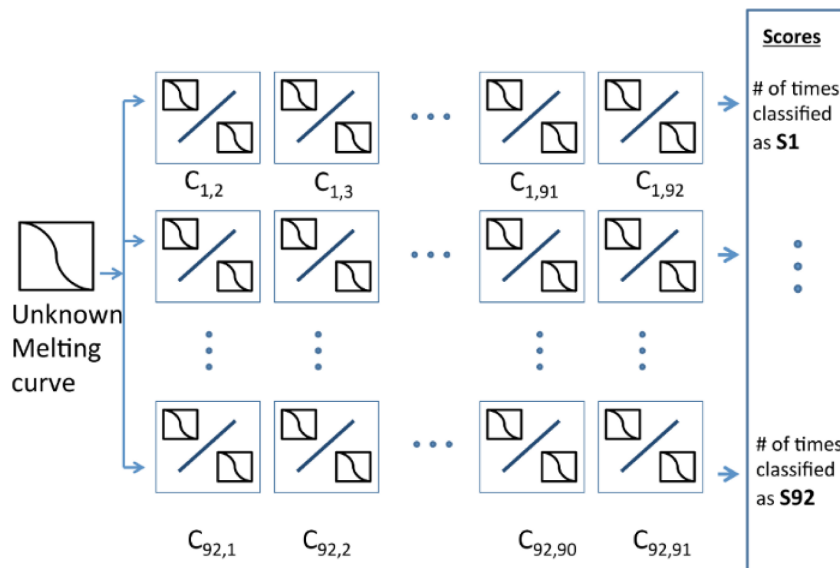 Scores
# of times
classified
as S1
C1,2
C1,3
C1,91
C1,92
Unknown
Melting
curve
# of times
classified
as S92
C92,1
C92,2
C92,90
C92,91